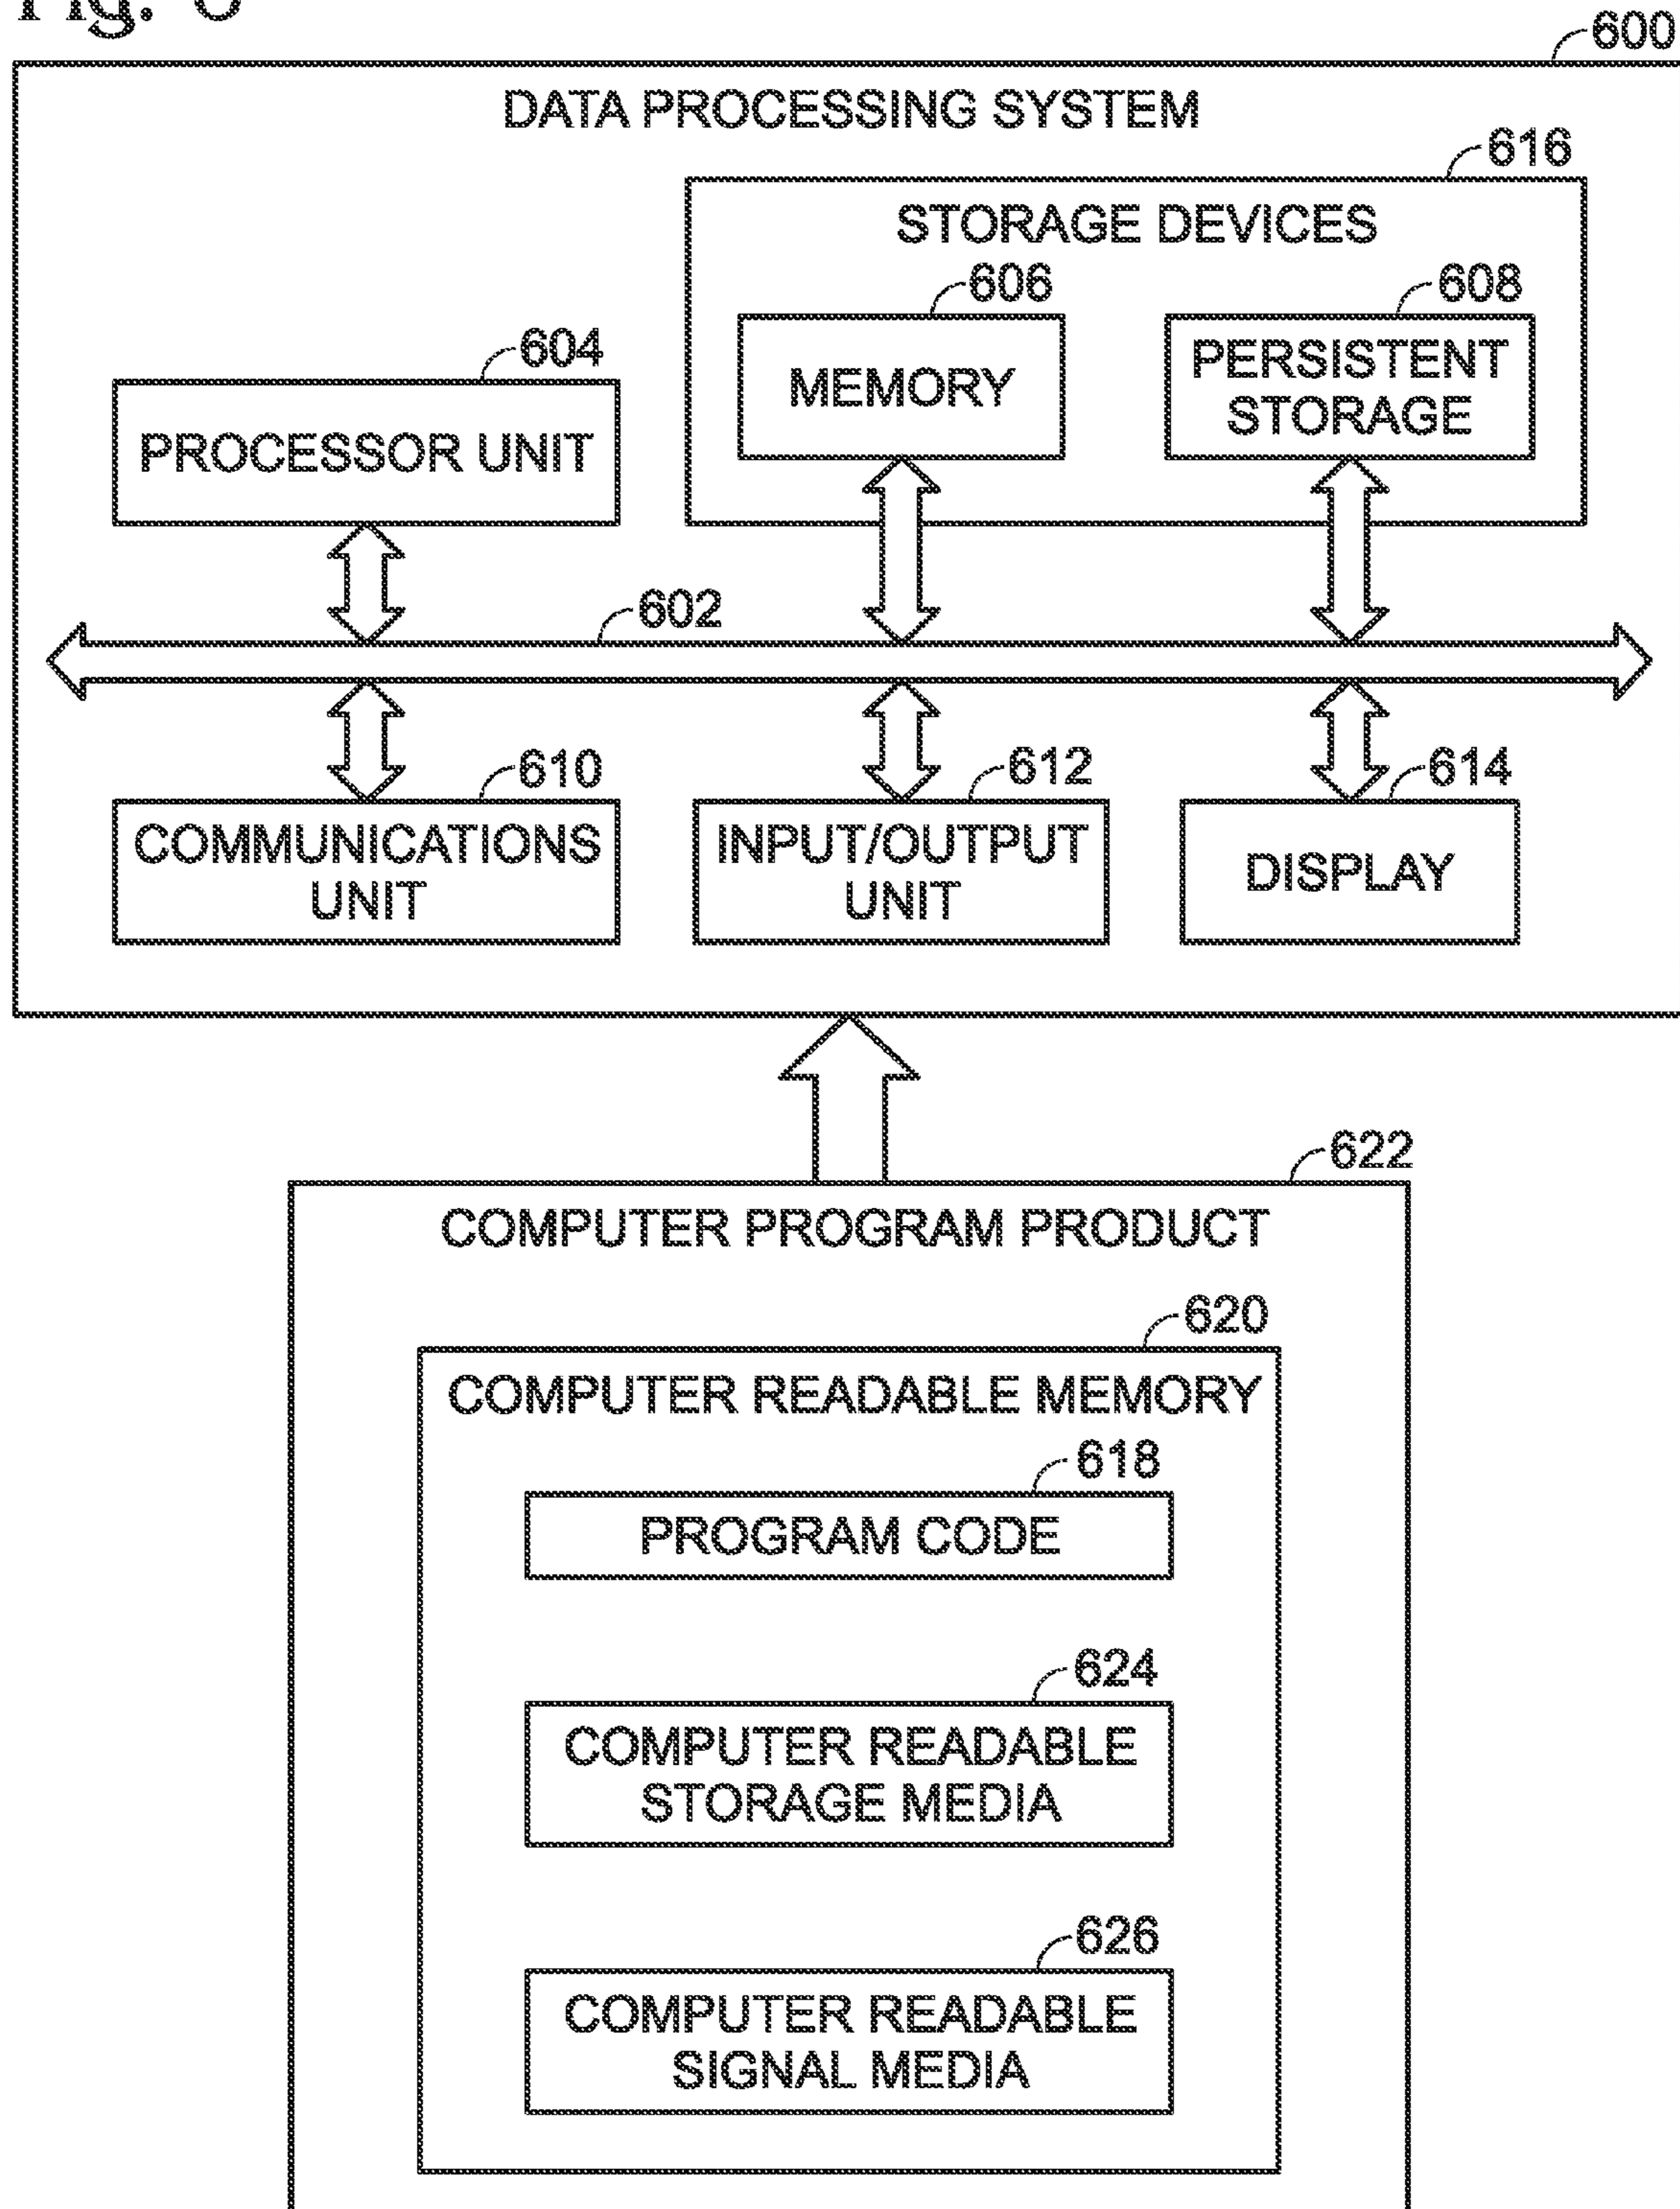 Fig.
600
DATA PROCESSING SYSTEM
616
STORAGE DEVICES
606
608
604
MEMORY
PERSISTENT
STORAGE
PROCESSOR UNIT
602
610
612
614
COMMUNICATIONS
UNIT
INPUT/OUTPUT
UNIT
DISPLAY
622
COMPUTER PROGRAM PRODUCT
620
COMPUTER READABLE MEMORY
618
PROGRAM CODE
624
COMPUTER READABLE
STORAGE MEDIA
626
COMPUTER READABLE
SIGNAL MEDIA